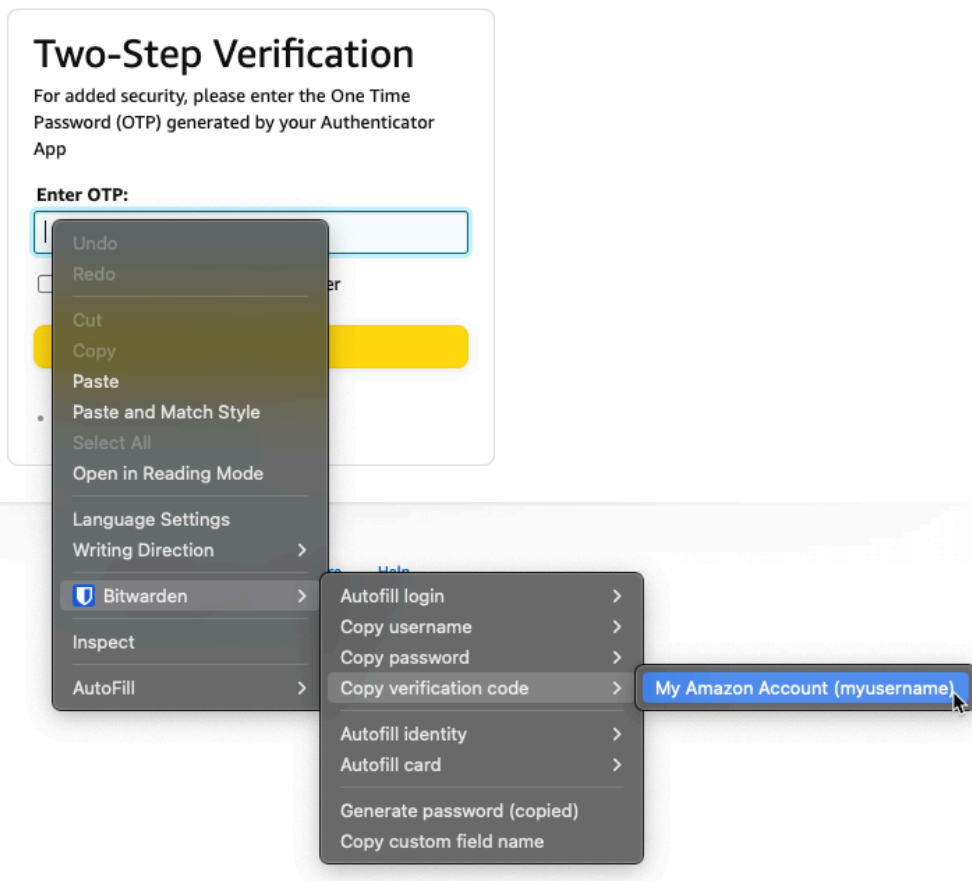 Two-Step Verification
For added security, please enter the One Time
Password (OTP) generated by your Authenticator
App
Enter OTP:
Undo
Redo
Cut
Copy
Paste
Paste and Match Style
Select All
Open in Reading Mode
Language Settings
Writing Direction
Help
Bitwarden
Inspect
AutoFill
Autofill login
Copy username
Copy password
Copy verification code
My Amazon Account (myusername)
Autofill identity
Autofill card
Generate password (copied)
Copy custom field name